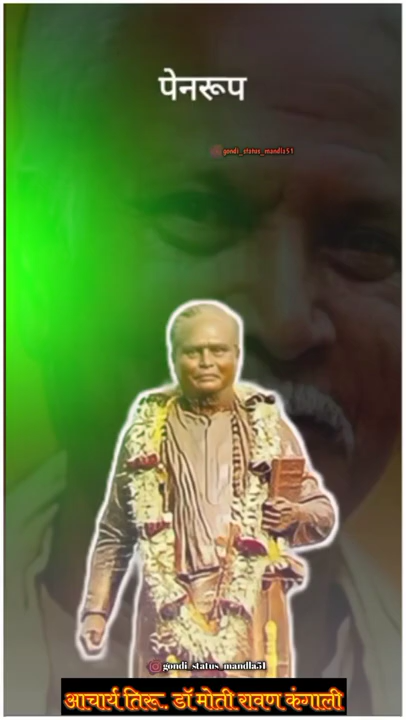 पेनरूप
gondi_status_mandla51
gondi_status_mandla51
आचार्य तिरू. डॉ मोती रावण कंगाली